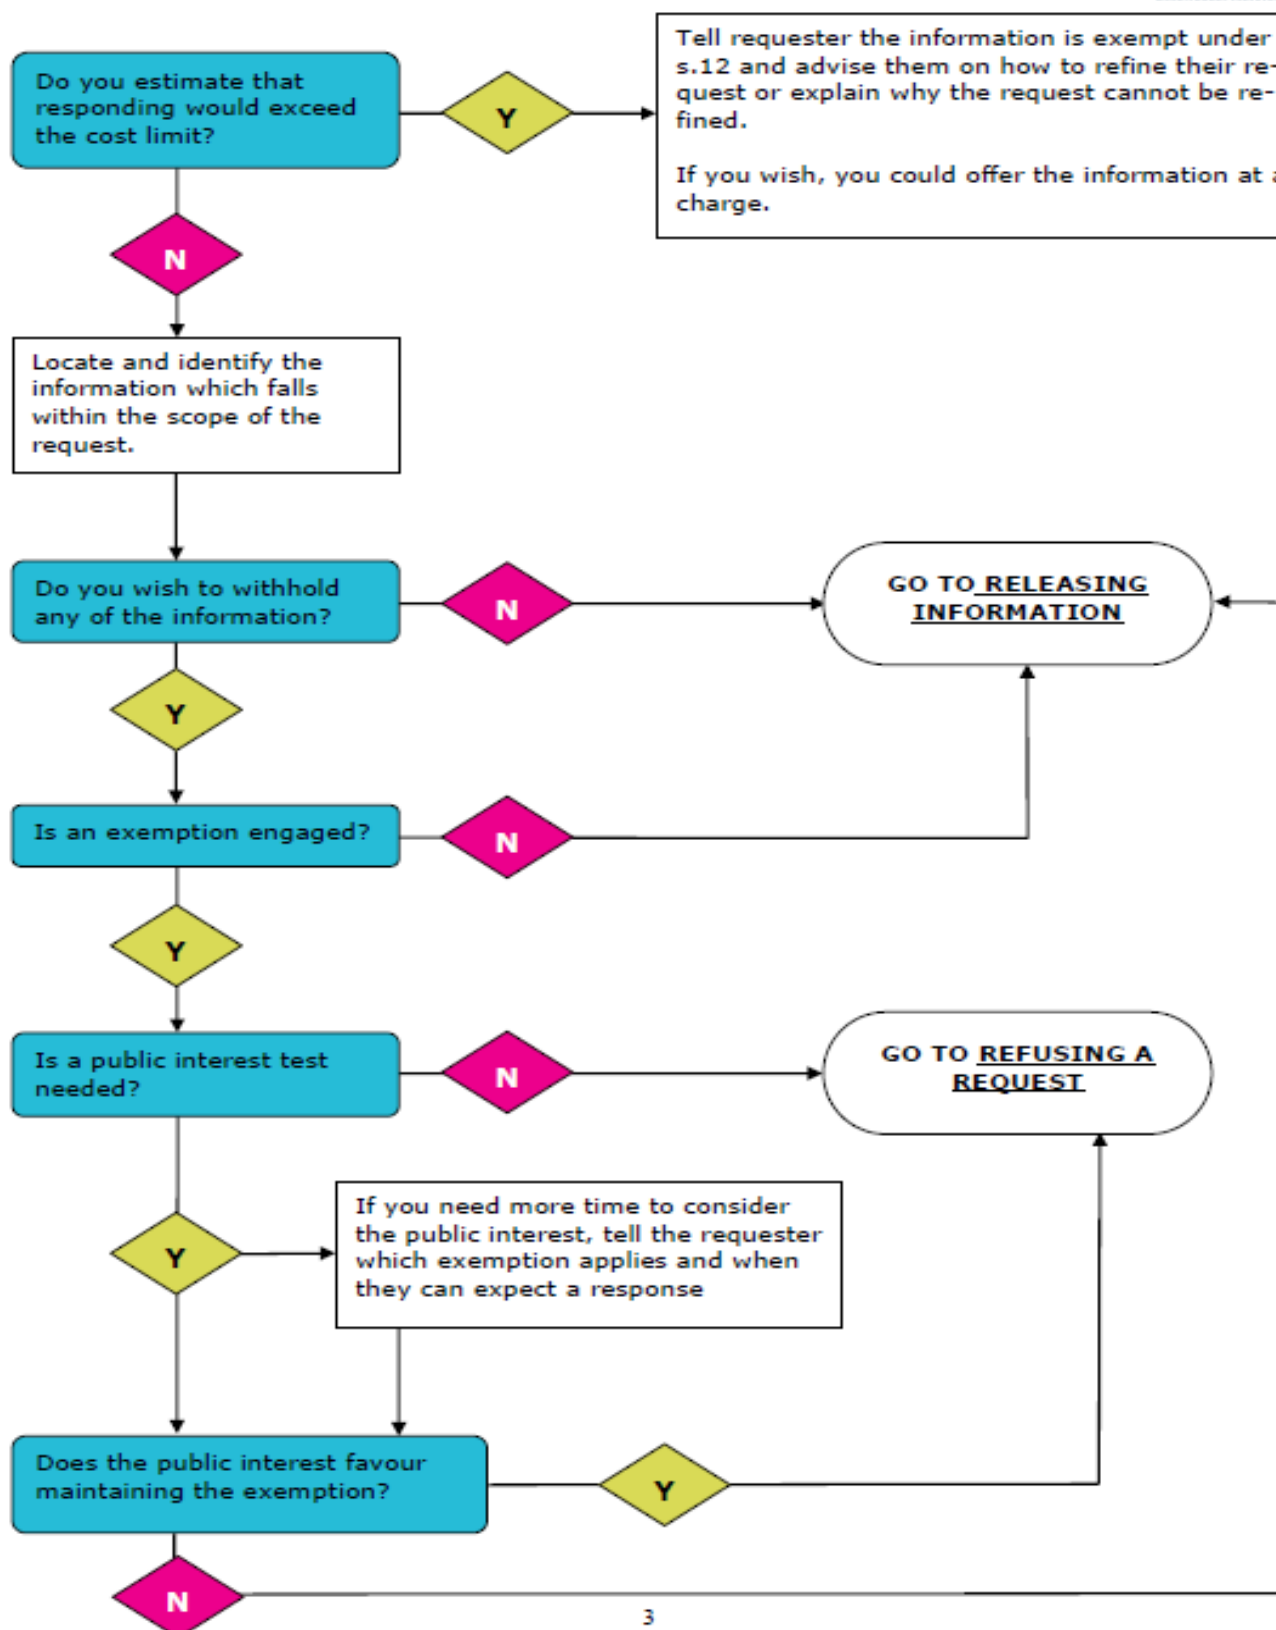 Tell requester the information is exempt under
s.12 and advise them on how to refine their re-
quest or explain why the request cannot be re-
fined.
If you wish, you could offer the information at a
charge.
Do you estimate that
responding would exceed
the cost limit?
Y
N
Locate and identify the
information which falls
within the scope of the
request.
Do you wish to withhold
any of the information?
N
GO TO RELEASING
INFORMATION
Y
Is an exemption engaged?
N
Y
Is a public interest test
needed?
N
GO TO REFUSING A
REQUEST
Y
If you need more time to consider
the public interest, tell the requester
which exemption applies and when
they can expect a response
Does the public interest favour
maintaining the exemption?
Y
N
3